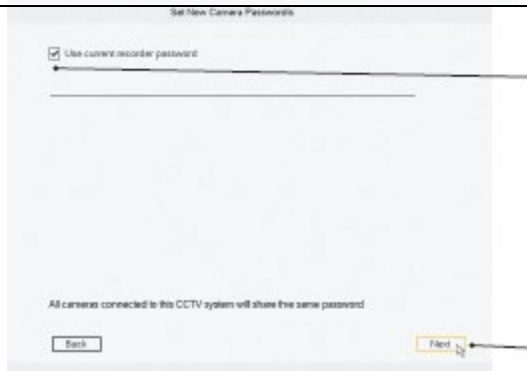 Set New Camera Passwords
Use current recorder password
All cameras connected to this CCTV system will share the same password
Back
Next